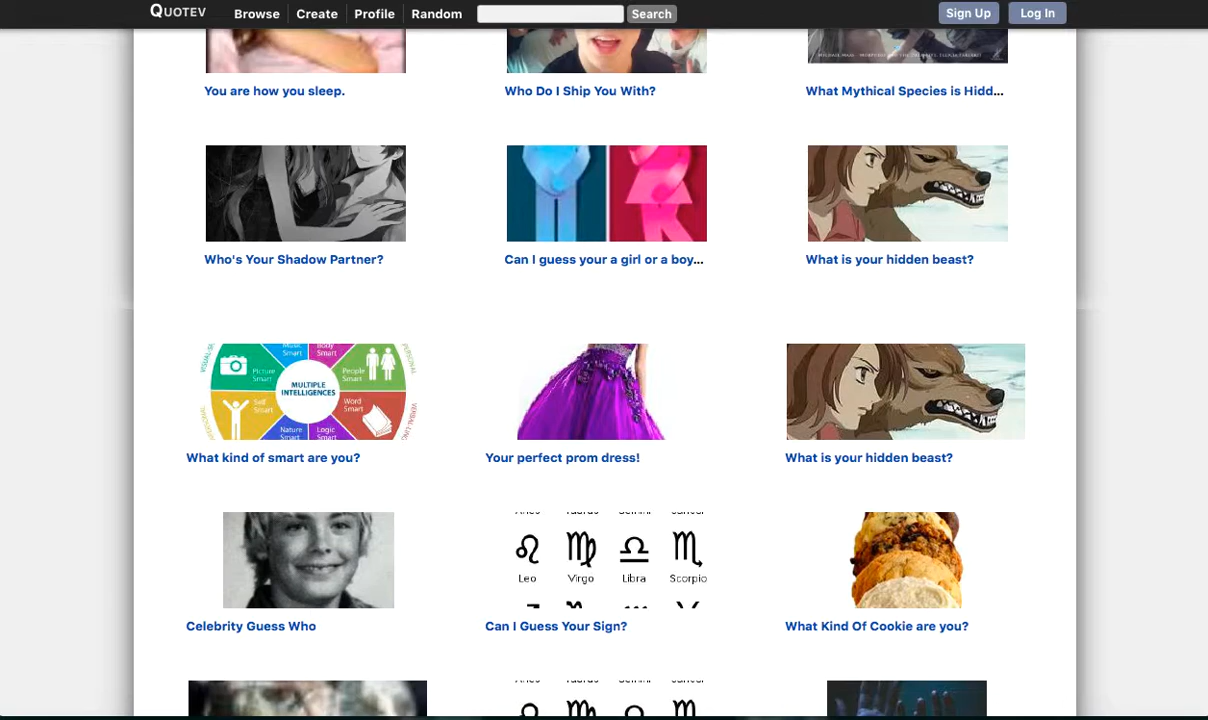 QUOTEV Browse Create Profile Random Search Sign Up Log In
You are how you sleep.
Who Do I Ship You With?
What Mythical Species is Hidd...
Who's Your Shadow Partner?
Can I guess your a girl or a boy...
What is your hidden beast?
Music Smart
Body Smart
Picture Smart
People Smart
MULTIPLE INTELLIGENCES
Self Smart
Word Smart
Nature Smart
Logic Smart
What kind of smart are you?
Your perfect prom dress!
What is your hidden beast?
Leo Virgo Libra Scorpio
Celebrity Guess Who
Can I Guess Your Sign?
What Kind Of Cookie are you?